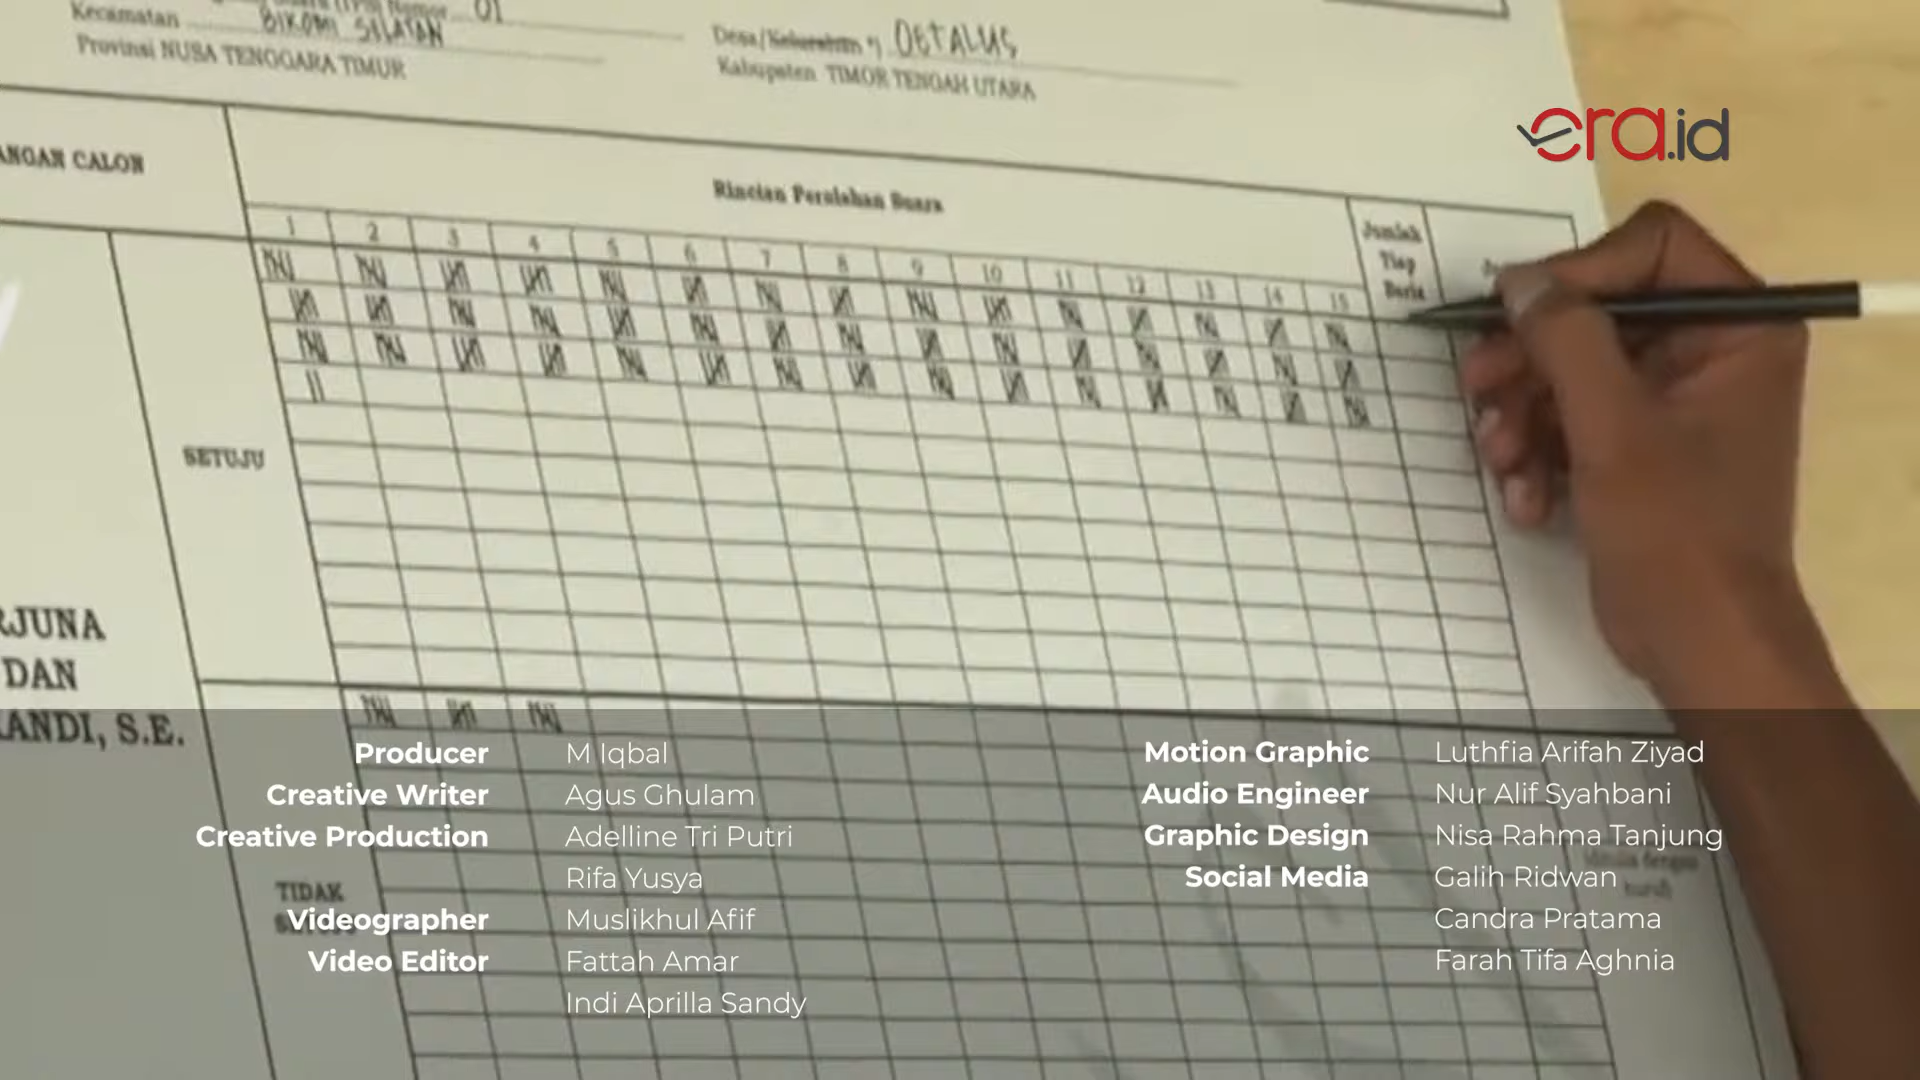 Nomor 01
Kecamatan BIKOMI SELATAN
Provinsi NUSA TENGGARA TIMUR
Desa/Kelurahan *) OETALUS
Kabupaten TIMOR TENGAH UTARA
era.id
CALON
Rincian Perolehan Suara
Jumlah
Tiap
Baris
1 2 3 4 5 6 7 8 9 10 11 12 13 14 15
SETUJU
DAN
S.E.
TIDAK
Producer M Iqbal
Creative Writer Agus Ghulam
Creative Production Adelline Tri Putri
Rifa Yusya
Videographer Muslikhul Afif
Video Editor Fattah Amar
Indi Aprilla Sandy
Motion Graphic Luthfia Arifah Ziyad
Audio Engineer Nur Alif Syahbani
Graphic Design Nisa Rahma Tanjung
Social Media Galih Ridwan
Candra Pratama
Farah Tifa Aghnia